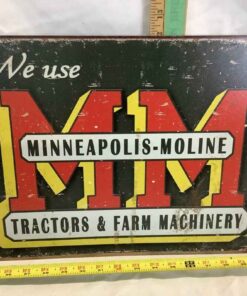 We use
MM
MINNEAPOLIS-MOLINE
TRACTORS & FARM MACHINERY